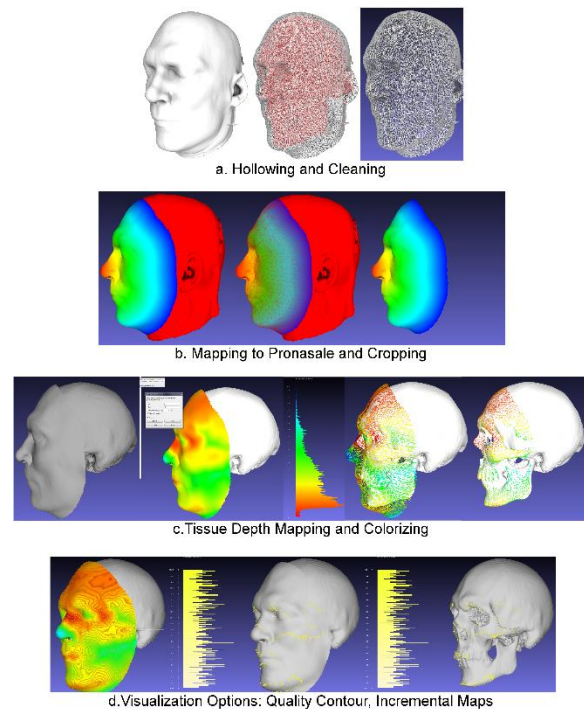 a. Hollowing and Cleaning
b. Mapping to Pronasale and Cropping
c.Tissue Depth Mapping and Colorizing
d.Visualization Options: Quality Contour, Incremental Maps